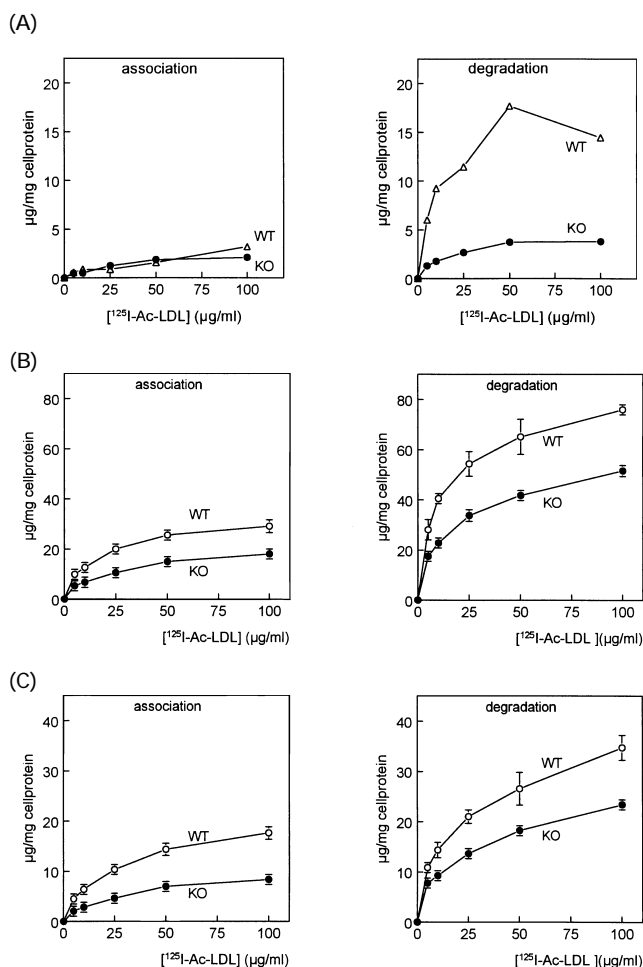 (A)
association
20
15
10
5
0
µg/mg cellprotein
WT
KO
0 25 50 75 100
[¹²⁵I-Ac-LDL] (µg/ml)
degradation
20
15
10
5
0
µg/mg cellprotein
WT
KO
0 25 50 75 100
[¹²⁵I-Ac-LDL] (µg/ml)
(B)
association
80
60
40
20
0
µg/mg cellprotein
WT
KO
0 25 50 75 100
[¹²⁵I-Ac-LDL] (µg/ml)
degradation
80
60
40
20
0
µg/mg cellprotein
WT
KO
0 25 50 75 100
[¹²⁵I-Ac-LDL ](µg/ml)
(C)
association
40
30
20
10
0
µg/mg cellprotein
WT
KO
0 25 50 75 100
[¹²⁵I-Ac-LDL] (µg/ml)
degradation
40
30
20
10
0
µg/mg cellprotein
WT
KO
0 25 50 75 100
[¹²⁵I-Ac-LDL ](µg/ml)